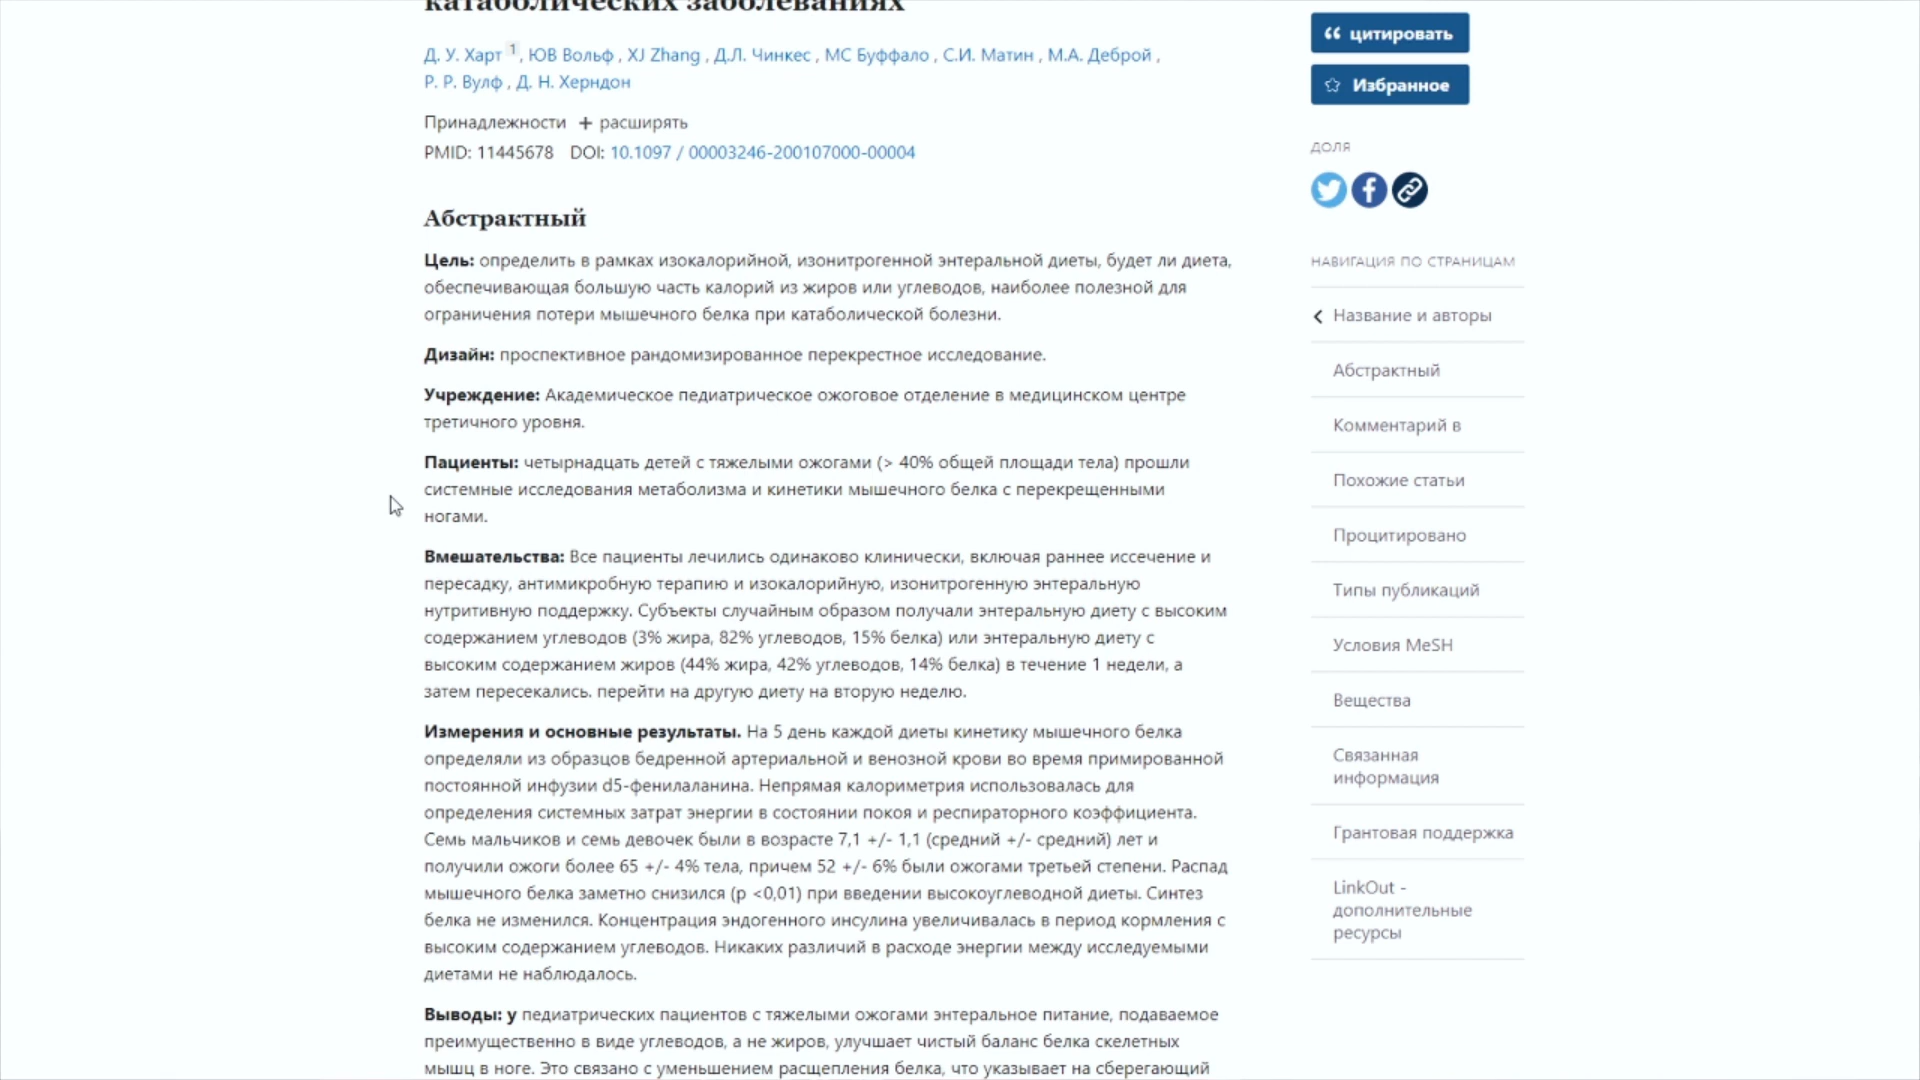 катаболических заболеваниях
Д. У. Харт 1 , ЮВ Вольф , XJ Zhang , Д.Л. Чинкес , МС Буффало , С.И. Матин , М.А. Деброй ,
Р. Р. Вулф , Д. Н. Херндон
Принадлежности + расширять
PMID: 11445678 DOI: 10.1097 / 00003246-200107000-00004
Абстрактный
Цель: определить в рамках изокалорийной, изонитрогенной энтеральной диеты, будет ли диета,
обеспечивающая большую часть калорий из жиров или углеводов, наиболее полезной для
ограничения потери мышечного белка при катаболической болезни.
Дизайн: проспективное рандомизированное перекрестное исследование.
Учреждение: Академическое педиатрическое ожоговое отделение в медицинском центре
третичного уровня.
Пациенты: четырнадцать детей с тяжелыми ожогами (> 40% общей площади тела) прошли
системные исследования метаболизма и кинетики мышечного белка с перекрещенными
ногами.
Вмешательства: Все пациенты лечились одинаково клинически, включая раннее иссечение и
пересадку, антимикробную терапию и изокалорийную, изонитрогенную энтеральную
нутритивную поддержку. Субъекты случайным образом получали энтеральную диету с высоким
содержанием углеводов (3% жира, 82% углеводов, 15% белка) или энтеральную диету с
высоким содержанием жиров (44% жира, 42% углеводов, 14% белка) в течение 1 недели, а
затем пересекались. перейти на другую диету на вторую неделю.
Измерения и основные результаты. На 5 день каждой диеты кинетику мышечного белка
определяли из образцов бедренной артериальной и венозной крови во время примированной
постоянной инфузии d5-фенилаланина. Непрямая калориметрия использовалась для
определения системных затрат энергии в состоянии покоя и респираторного коэффициента.
Семь мальчиков и семь девочек были в возрасте 7,1 +/- 1,1 (средний +/- средний) лет и
получили ожоги более 65 +/- 4% тела, причем 52 +/- 6% были ожогами третьей степени. Распад
мышечного белка заметно снизился (p <0,01) при введении высокоуглеводной диеты. Синтез
белка не изменился. Концентрация эндогенного инсулина увеличивалась в период кормления с
высоким содержанием углеводов. Никаких различий в расходе энергии между исследуемыми
диетами не наблюдалось.
Выводы: у педиатрических пациентов с тяжелыми ожогами энтеральное питание, подаваемое
преимущественно в виде углеводов, а не жиров, улучшает чистый баланс белка скелетных
мышц в ноге. Это связано с уменьшением расщепления белка, что указывает на сберегающий
цитировать
Избранное
ДОЛЯ
НАВИГАЦИЯ ПО СТРАНИЦАМ
Название и авторы
Абстрактный
Комментарий в
Похожие статьи
Процитировано
Типы публикаций
Условия MeSH
Вещества
Связанная
информация
Грантовая поддержка
LinkOut -
дополнительные
ресурсы